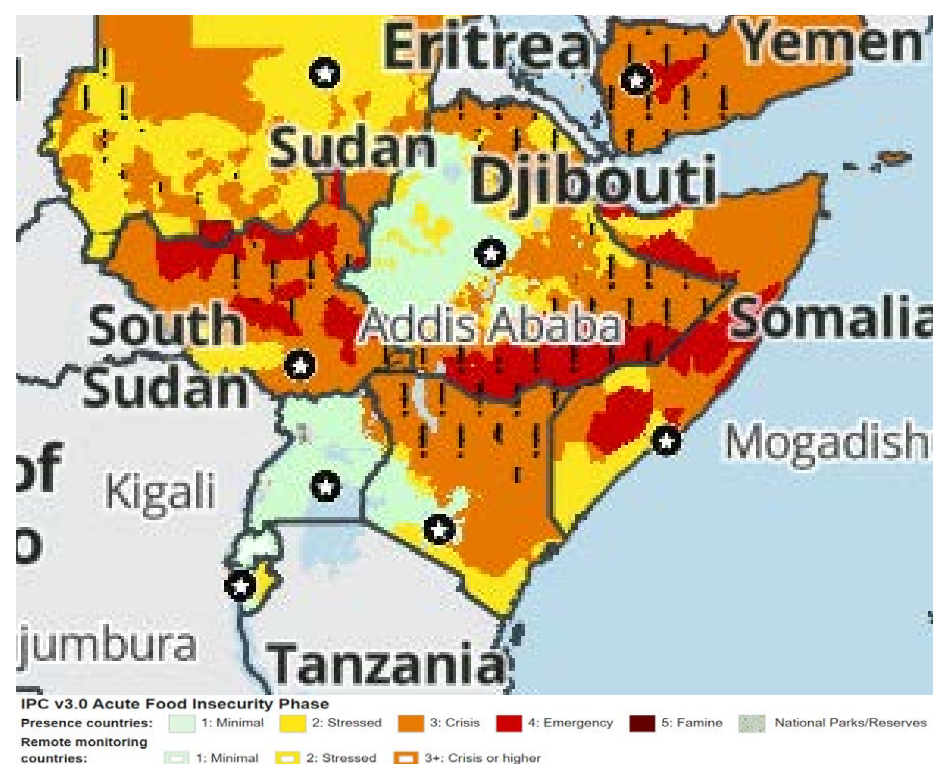 Eritrea
Yemen
Sudan
Djibouti
South
Sudan
Addis Ababa
Somalia
of
Kigali
Mogadish
o
jumbura
Tanzania
IPC v3.0 Acute Food Insecurity Phase
Presence countries: 1: Minimal 2: Stressed 3: Crisis 4: Emergency 5: Famine National Parks/Reserves
Remote monitoring
countries: 1: Minimal 2: Stressed 3+: Crisis or higher